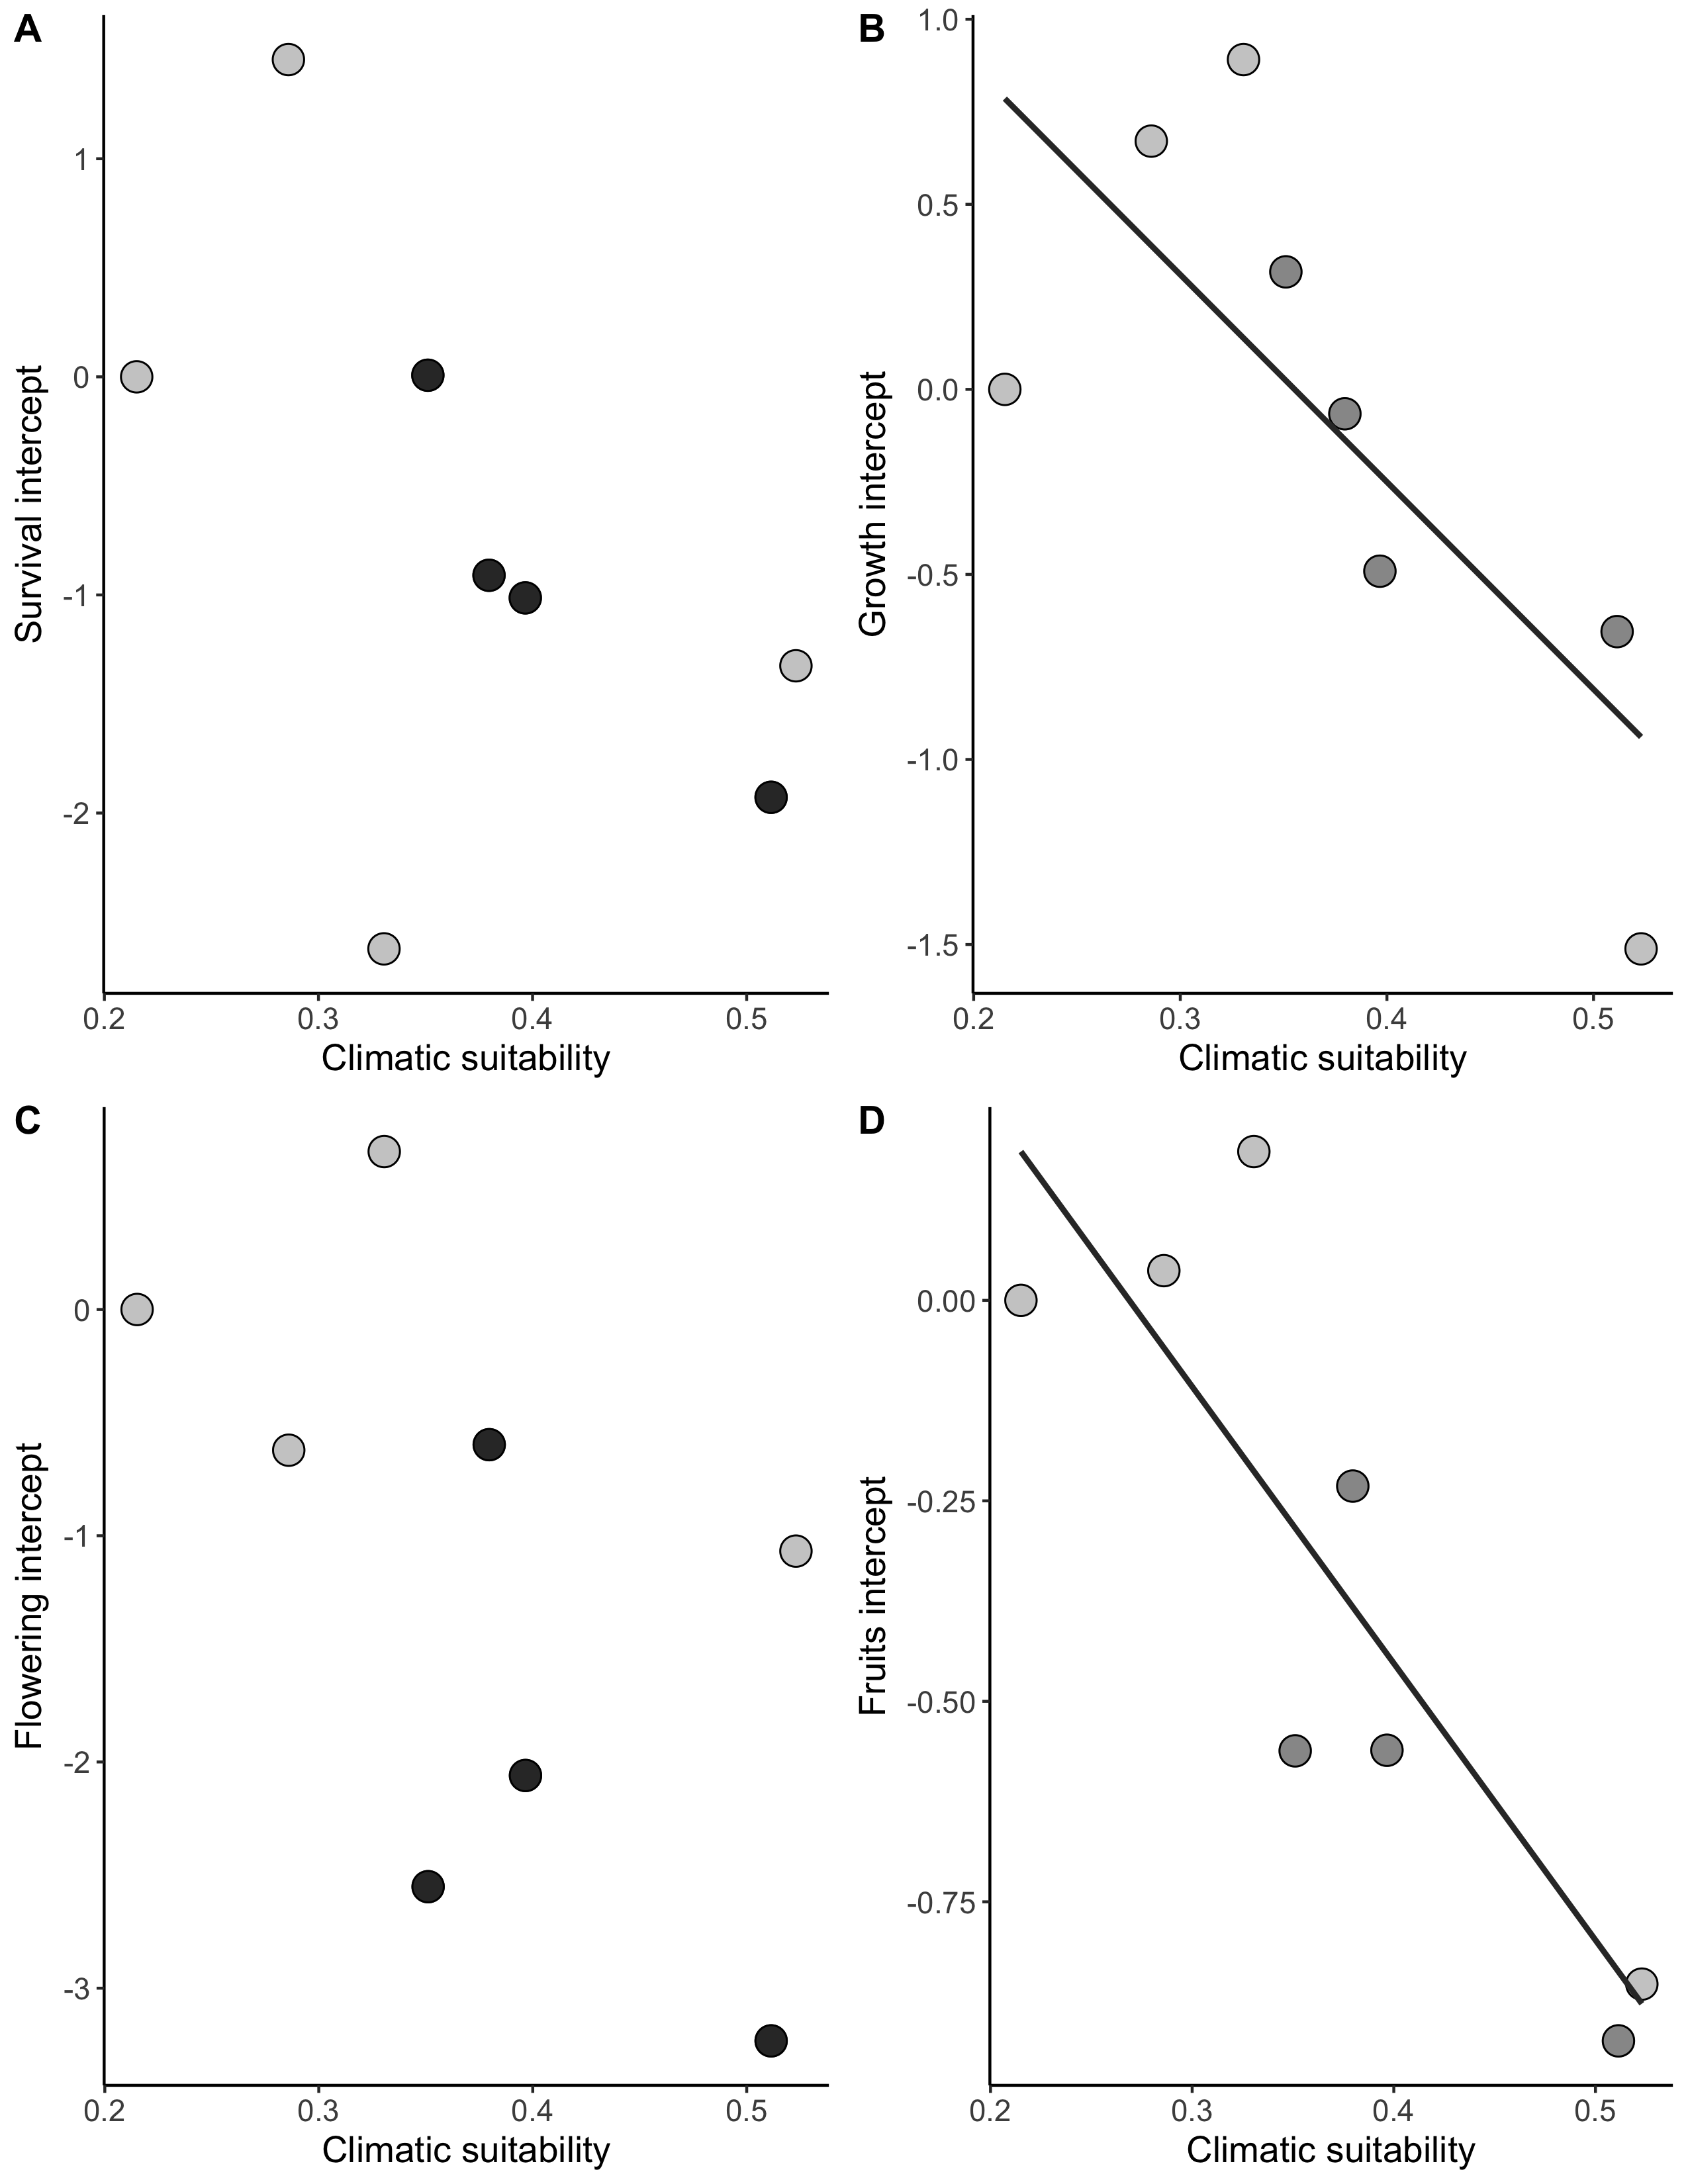 A
Survival intercept
1
0
-1
-2
0.2 0.3 0.4 0.5
Climatic suitability
B
Growth intercept
1.0
0.5
0.0
-0.5
-1.0
-1.5
0.2 0.3 0.4 0.5
Climatic suitability
C
Flowering intercept
0
-1
-2
-3
0.2 0.3 0.4 0.5
Climatic suitability
D
Fruits intercept
0.00
-0.25
-0.50
-0.75
0.2 0.3 0.4 0.5
Climatic suitability